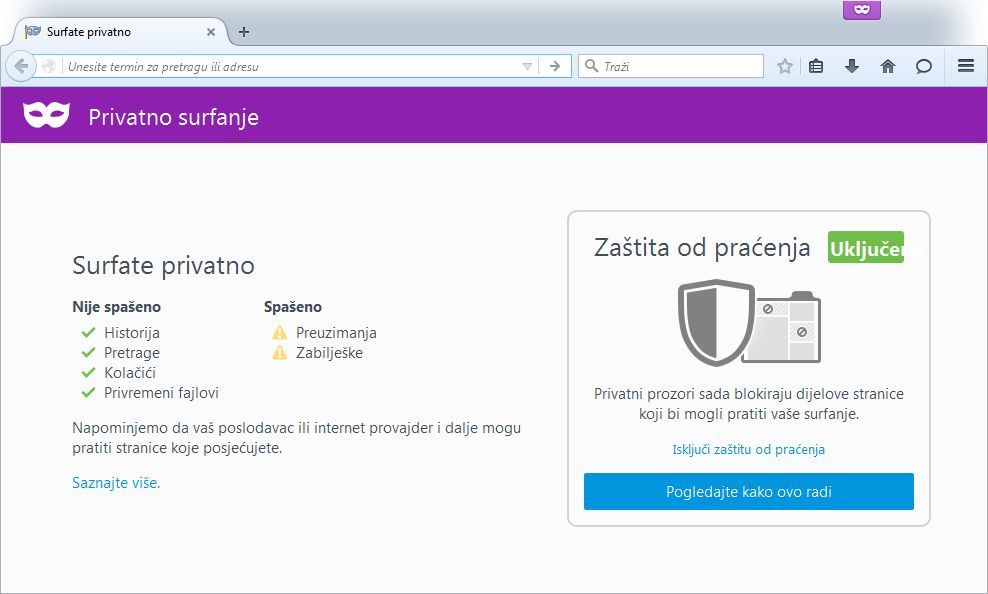 Surfate privatno
Unesite termin za pretragu ili adresu
Traži
Privatno surfanje
Surfate privatno
Nije spašeno
Historija
Pretrage
Kolačići
Privremeni fajlovi
Spašeno
Preuzimanja
Zabilješke
Napominjemo da vaš poslodavac ili internet provajder i dalje mogu
pratiti stranice koje posjećujete.
Saznajte više.
Zaštita od praćenja
Uključeno
Privatni prozori sada blokiraju dijelove stranice
koji bi mogli pratiti vaše surfanje.
Isključi zaštitu od praćenja
Pogledajte kako ovo radi